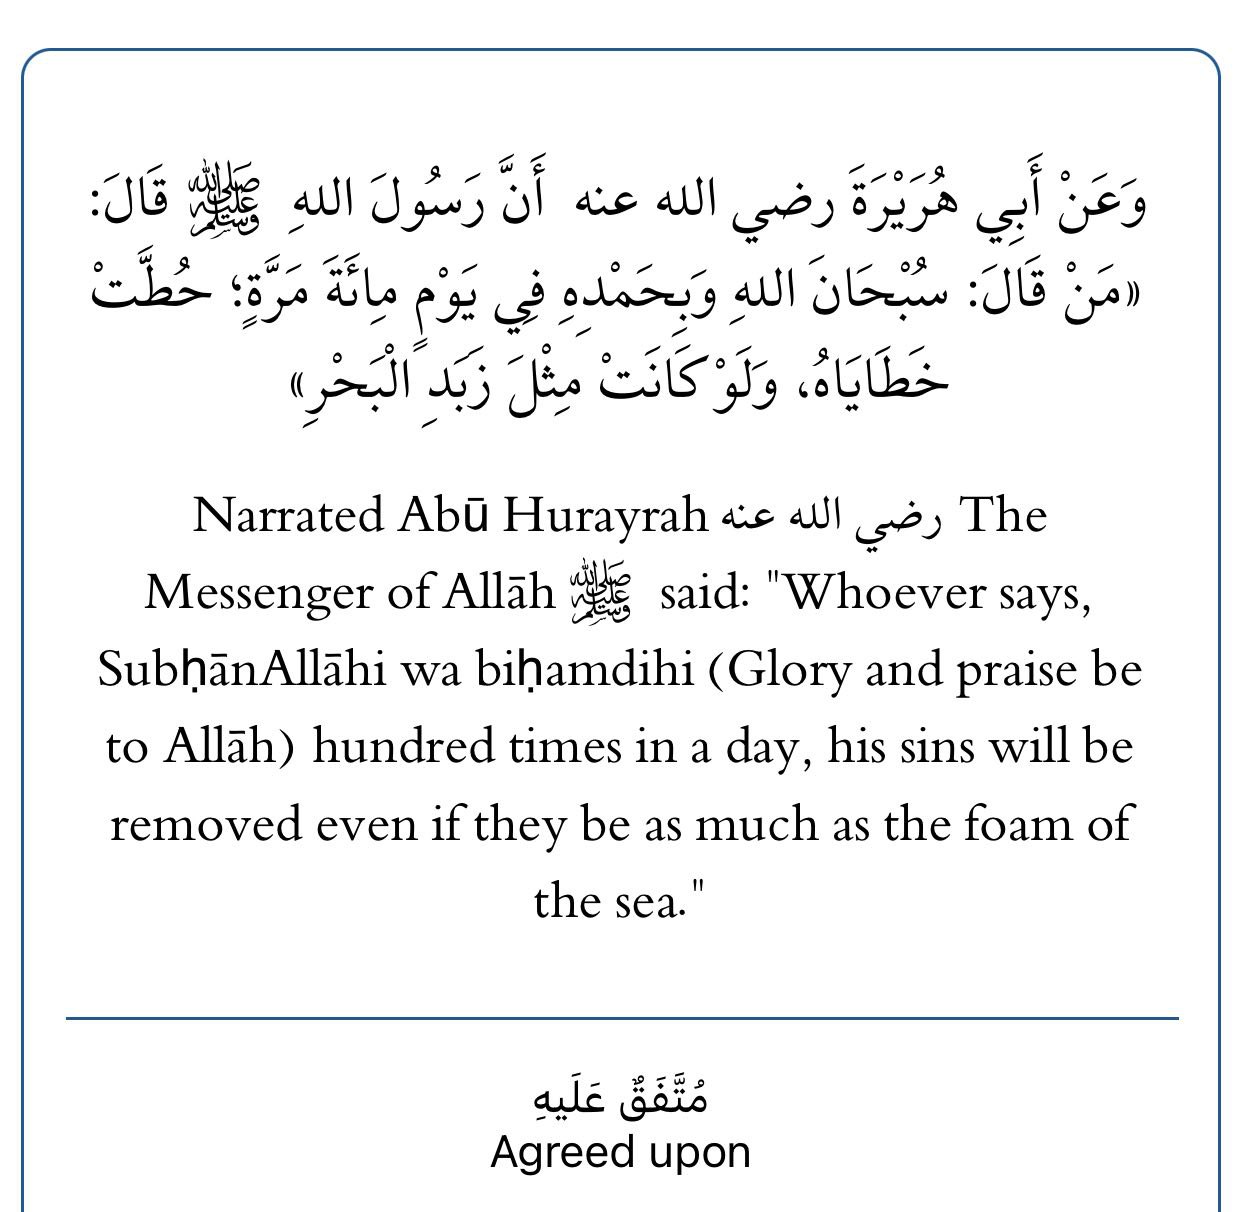 وَعَنْ أَبِي هُرَيْرَةَ رضي الله عنه أَنَّ رَسُولَ اللهِ ﷺ قَالَ:
«مَنْ قَالَ: سُبْحَانَ اللهِ وَبِحَمْدِهِ فِي يَوْمٍ مِائَةَ مَرَّةٍ؛ حُطَّتْ
خَطَايَاهُ، وَلَوْ كَانَتْ مِثْلَ زَبَدِ الْبَحْرِ»
Narrated Abū Hurayrah رضي الله عنه The
Messenger of Allāh ﷺ said: "Whoever says,
SubḥānAllāhi wa biḥamdihi (Glory and praise be
to Allāh) hundred times in a day, his sins will be
removed even if they be as much as the foam of
the sea."
مُتَّفَقٌ عَلَيهِ
Agreed upon